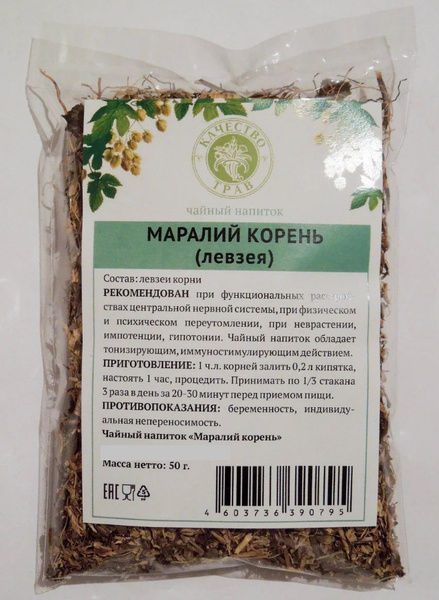 КАЧЕСТВО
ТРАВ
чайный напиток
МАРАЛИЙ КОРЕНЬ
(левзея)
Состав: левзеи корни
РЕКОМЕНДОВАН при функциональных расстрой-
ствах центральной нервной системы, при физическом
и психическом переутомлении, при неврастении,
импотенции, гипотонии. Чайный напиток обладает
тонизирующим, иммуностимулирующим действием.
ПРИГОТОВЛЕНИЕ: 1 ч.л. корней залить 0,2 л кипятка,
настоять 1 час, процедить. Принимать по 1/3 стакана
3 раза в день за 20-30 минут перед приемом пищи.
ПРОТИВОПОКАЗАНИЯ: беременность, индивиду-
альная непереносимость.
Чайный напиток «Маралий корень»
Масса нетто: 50 г.
EAC
4 603736 390795